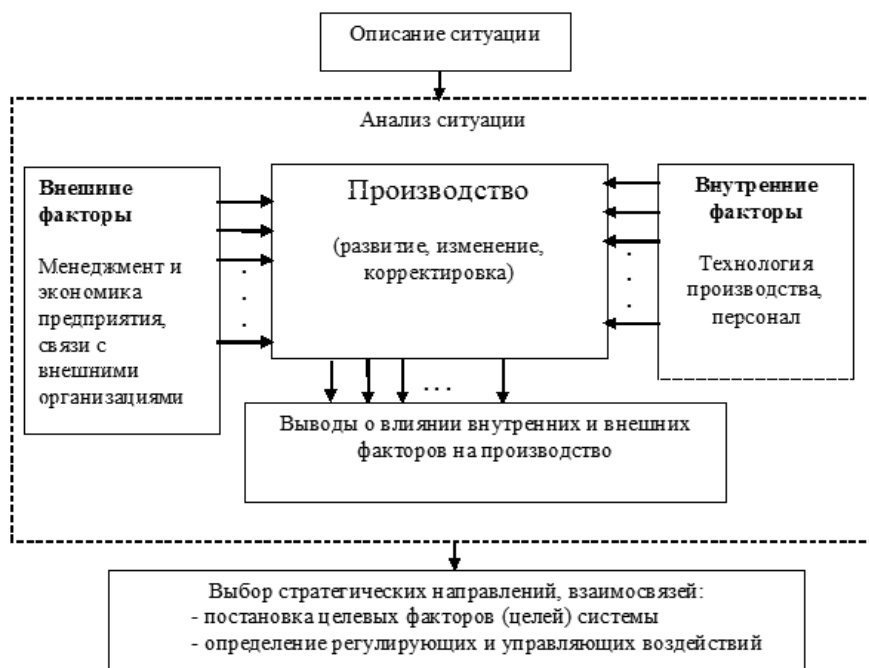 Описание ситуации
Анализ ситуации
Внешние
факторы
Менеджмент и
экономика
предприятия,
связи с
внешними
организациями
Производство
(развитие, изменение,
корректировка)
Внутренние
факторы
Технология
производства,
персонал
...
Выводы о влиянии внутренних и внешних
факторов на производство
Выбор стратегических направлений, взаимосвязей:
- постановка целевых факторов (целей) системы
- определение регулирующих и управляющих воздействий